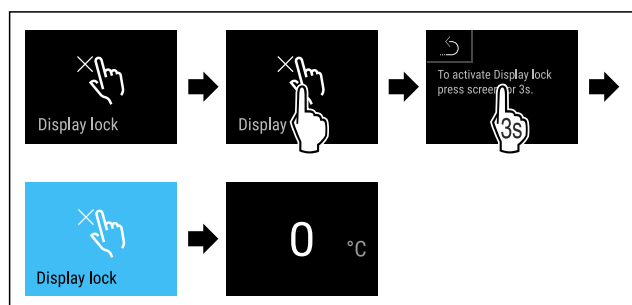 Display lock
Display
To activate Display lock
press screen for 3s.
3s
Display lock
0 °C